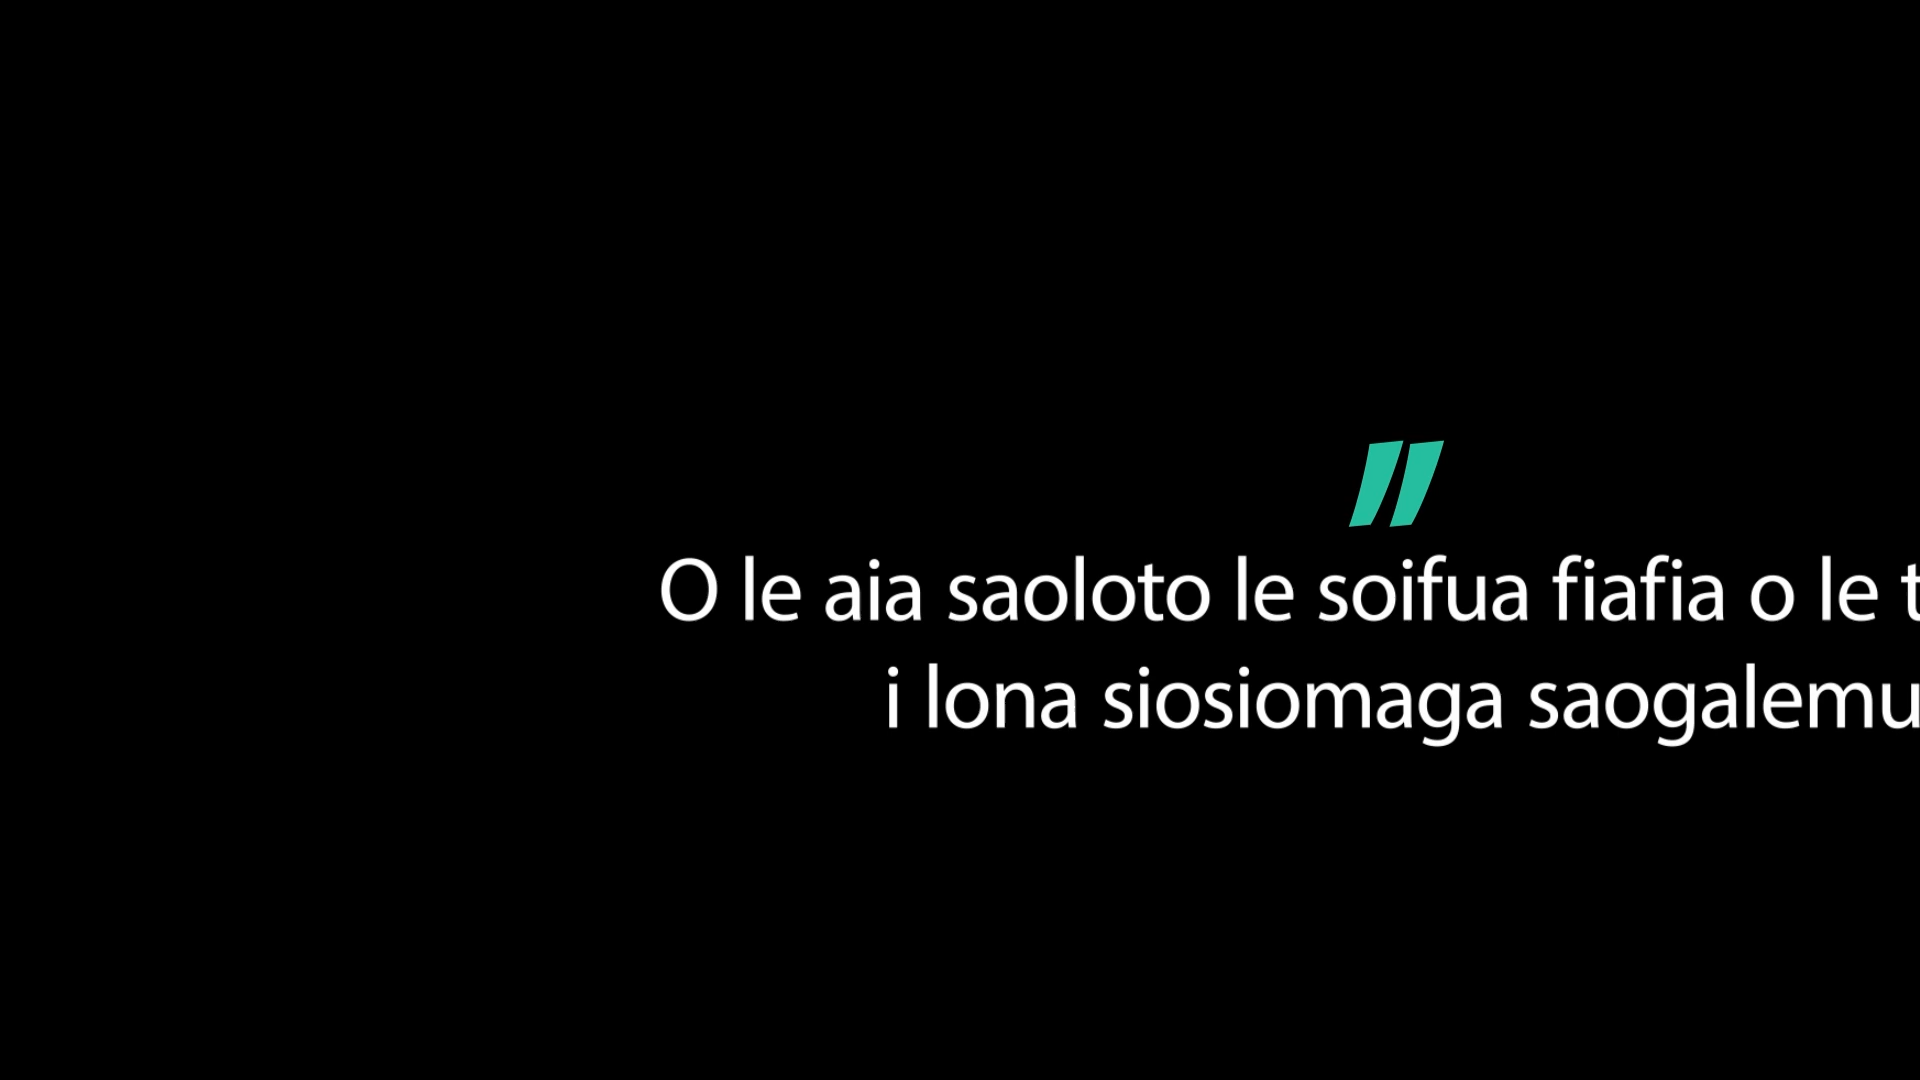 "
O le aia saoloto le soifua fiafia o le
i lona siosiomaga saogalemu